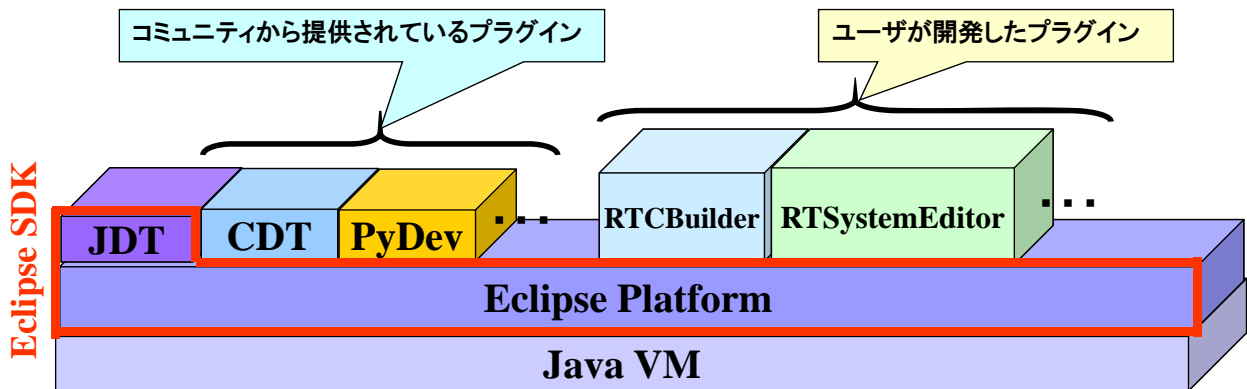 コミュニティから提供されているプラグイン
ユーザが開発したプラグイン
Eclipse SDK
JDT
CDT
PyDev
...
RTCBuilder
RTSystemEditor
...
Eclipse Platform
Java VM